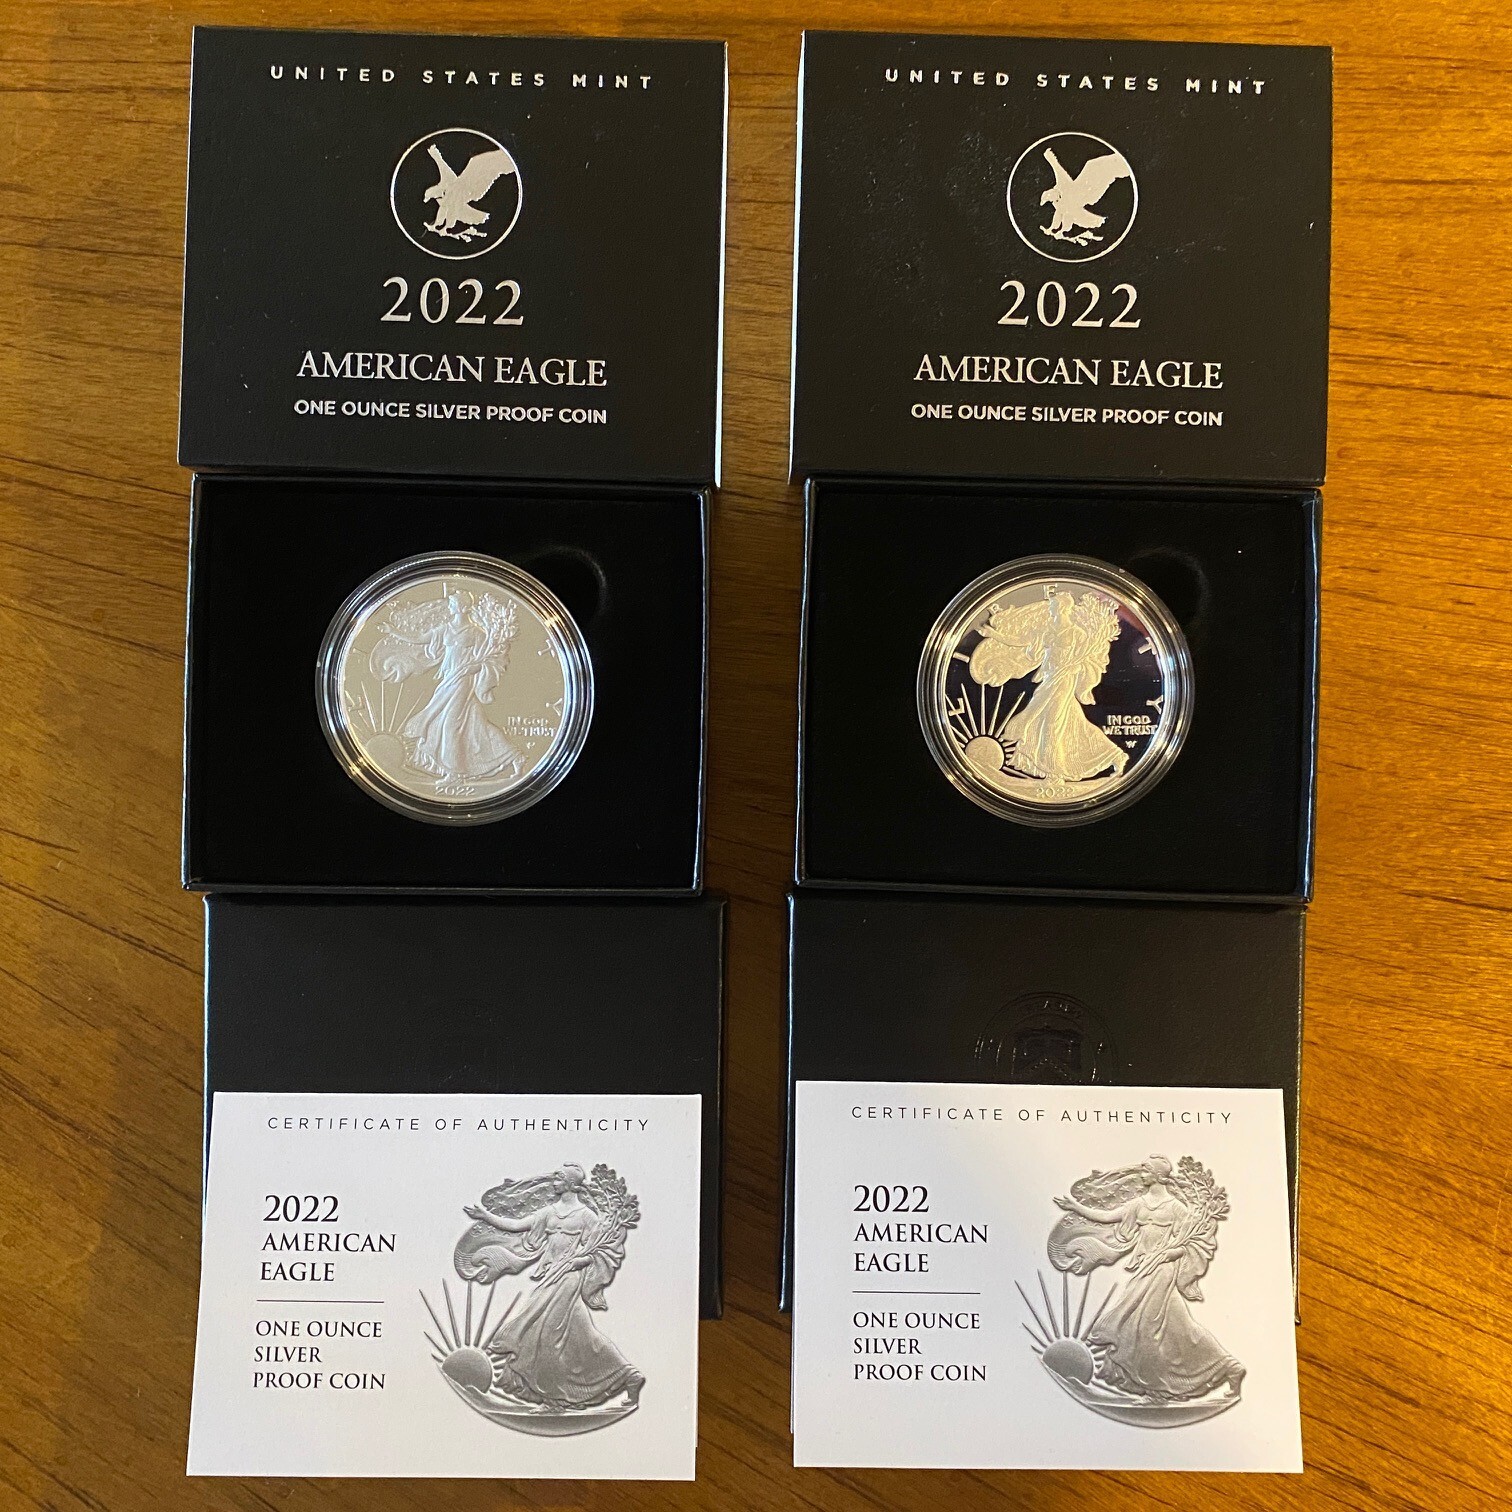 UNITED STATES MINT
2022
AMERICAN EAGLE
ONE OUNCE SILVER PROOF COIN
UNITED STATES MINT
2022
AMERICAN EAGLE
ONE OUNCE SILVER PROOF COIN
LIBERTY
IN GOD
WE TRUST
2022
LIBERTY
IN GOD
WE TRUST
W
2022
CERTIFICATE OF AUTHENTICITY
2022
AMERICAN
EAGLE
ONE OUNCE
SILVER
PROOF COIN
CERTIFICATE OF AUTHENTICITY
2022
AMERICAN
EAGLE
ONE OUNCE
SILVER
PROOF COIN